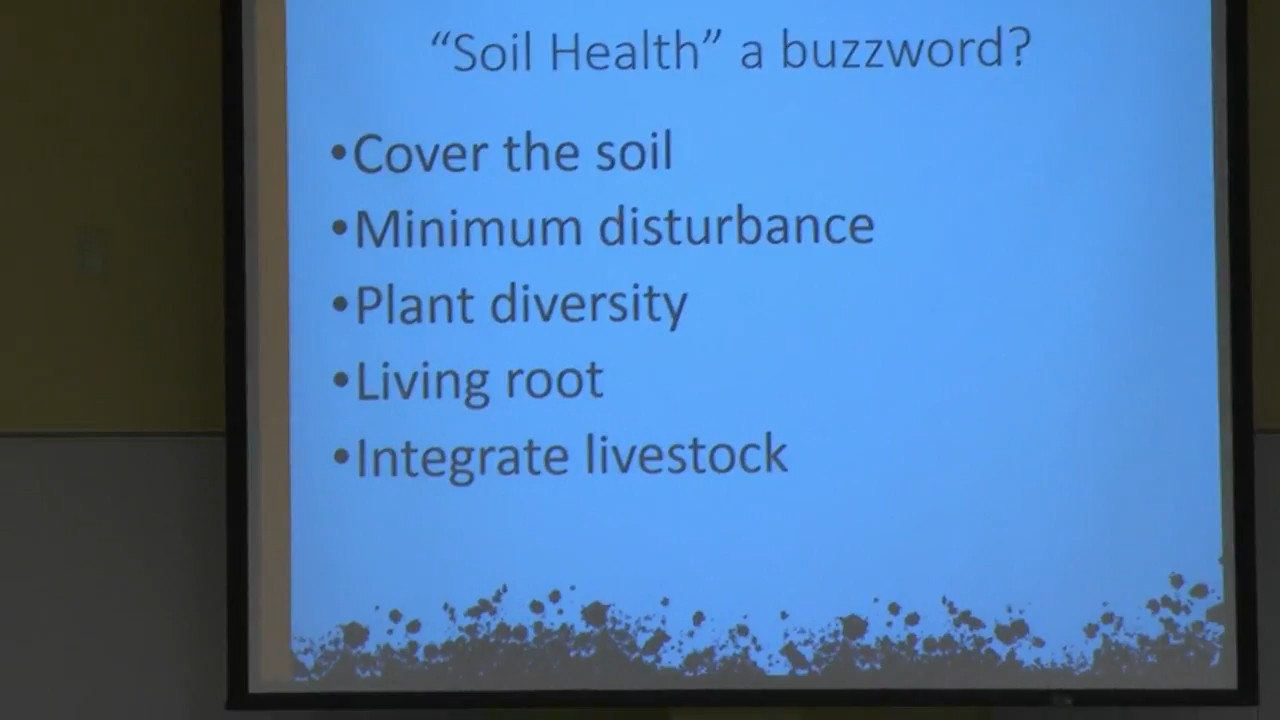 “Soil Health” a buzzword?
•Cover the soil
•Minimum disturbance
•Plant diversity
•Living root
•Integrate livestock